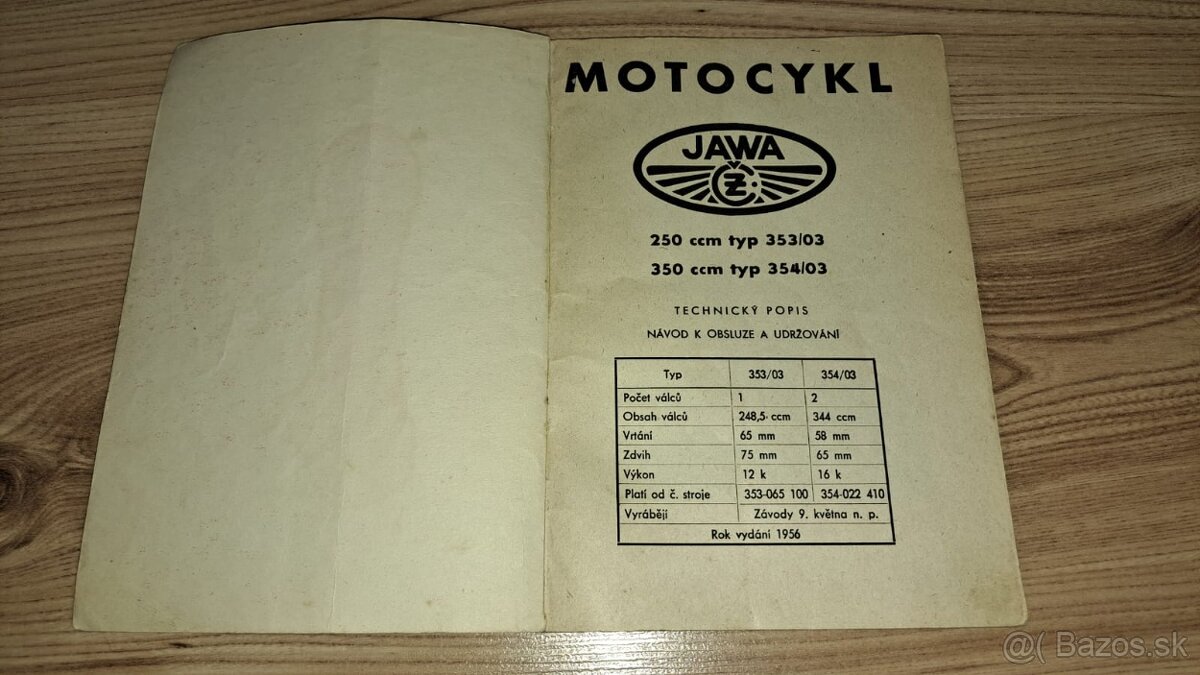 MOTOCYKL
JAWA
ČZ
250 ccm typ 353/03
350 ccm typ 354/03
TECHNICKÝ POPIS
NÁVOD K OBSLUZE A UDRŽOVÁNÍ
Typ 353/03 354/03
Počet válců 1 2
Obsah válců 248,5 ccm 344 ccm
Vrtání 65 mm 58 mm
Zdvih 75 mm 65 mm
Výkon 12 k 16 k
Platí od č. stroje 353-065 100 354-022 410
Vyrábějí Závody 9. května n. p.
Rok vydání 1956
@( Bazos.sk